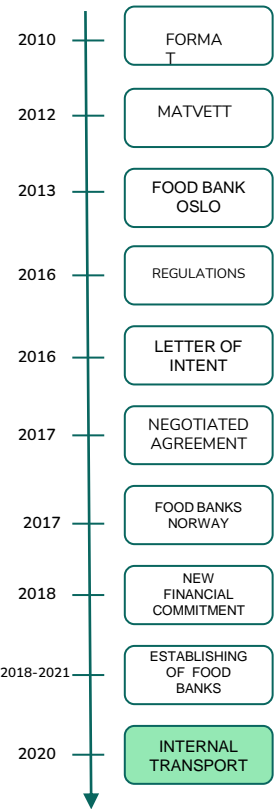 2010
FORMA
T
2012
MATVETT
2013
FOOD BANK
OSLO
2016
REGULATIONS
2016
LETTER OF
INTENT
2017
NEGOTIATED
AGREEMENT
2017
FOOD BANKS
NORWAY
2018
NEW
FINANCIAL
COMMITMENT
2018-2021
ESTABLISHING
OF FOOD
BANKS
2020
INTERNAL
TRANSPORT